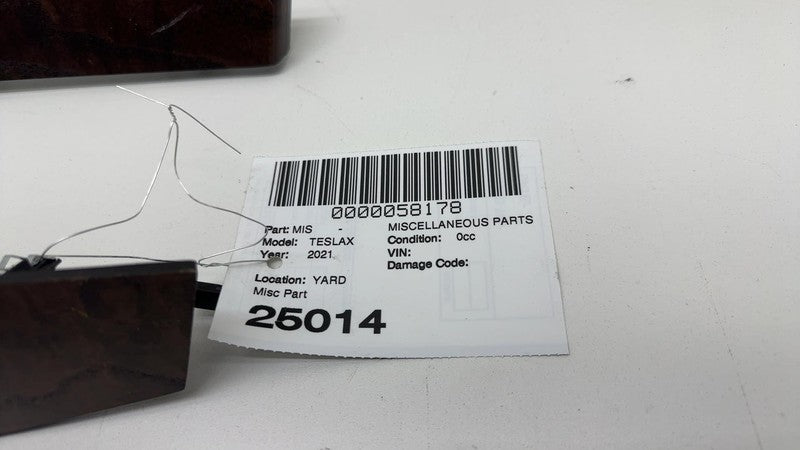 0000058178
Part: MIS - MISCELLANEOUS PARTS
Model: TESLAX Condition: 0cc
Year: 2021 VIN:
Damage Code:
Location: YARD
Misc Part
25014